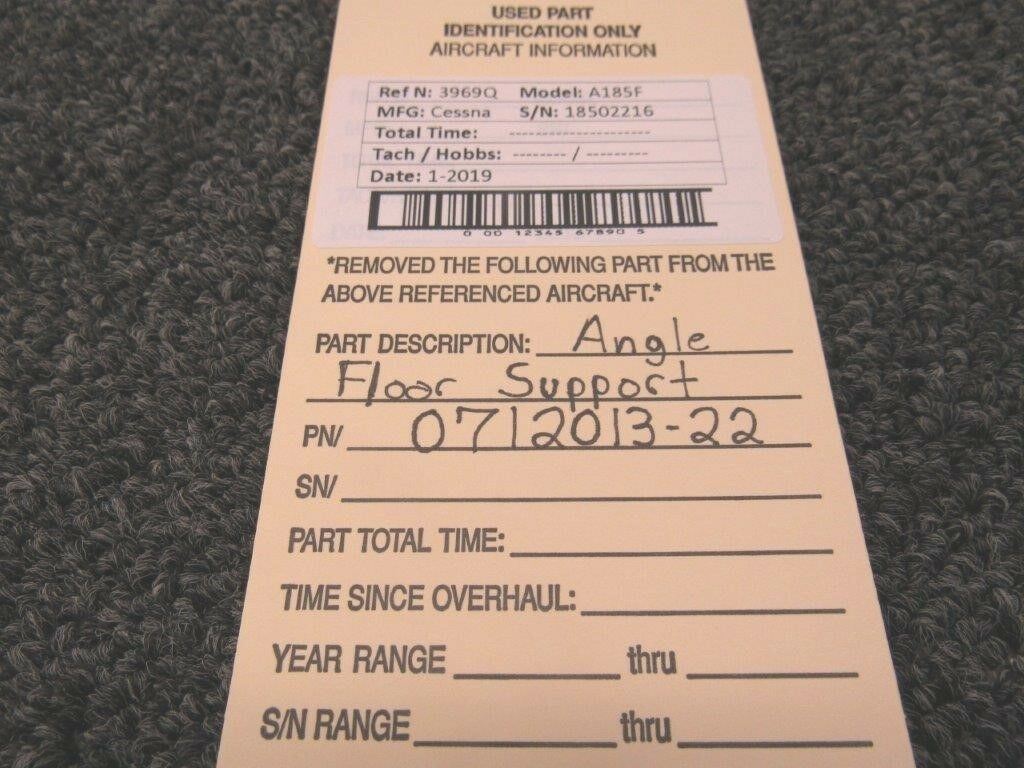 USED PART
IDENTIFICATION ONLY
AIRCRAFT INFORMATION
Ref N: 3969Q Model: A185F
MFG: Cessna S/N: 18502216
Total Time: --------------------
Tach / Hobbs: -------- / ---------
Date: 1-2019
0 00 12345 67890 5
*REMOVED THE FOLLOWING PART FROM THE
ABOVE REFERENCED AIRCRAFT.*
PART DESCRIPTION: Angle
Floor Support
PN/ 0712013-22
SN/
PART TOTAL TIME:
TIME SINCE OVERHAUL:
YEAR RANGE thru
S/N RANGE thru